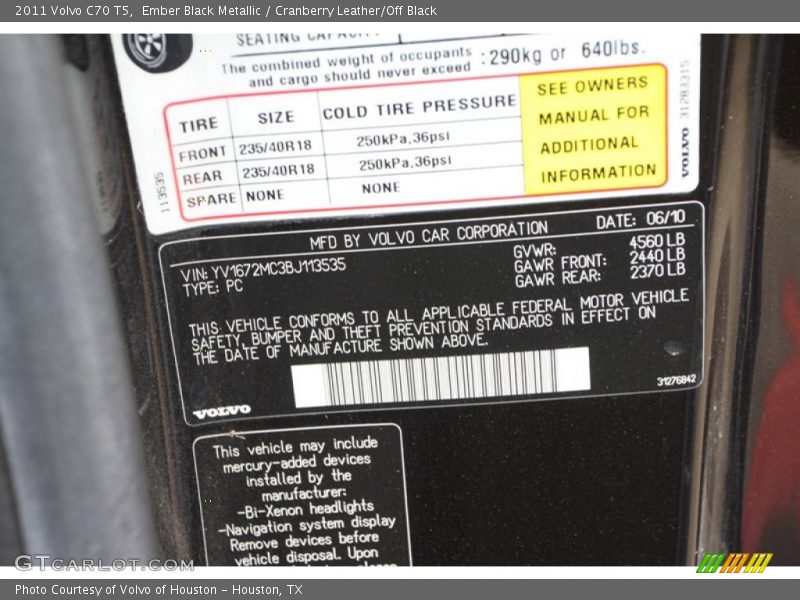 2011 Volvo C70 T5, Ember Black Metallic / Cranberry Leather/Off Black
SEATING CAPACITY
The combined weight of occupants
and cargo should never exceed : 290kg or 640lbs.
TIRE SIZE COLD TIRE PRESSURE
FRONT 235/40R18 250kPa,36psi
REAR 235/40R18 250kPa,36psi
SPARE NONE NONE
SEE OWNERS
MANUAL FOR
ADDITIONAL
INFORMATION
113535
VOLVO 31283315
MFD BY VOLVO CAR CORPORATION DATE: 06/10
VIN: YV1672MC3BJ113535
TYPE: PC
GVWR: 4560 LB
GAWR FRONT: 2440 LB
GAWR REAR: 2370 LB
THIS VEHICLE CONFORMS TO ALL APPLICABLE FEDERAL MOTOR VEHICLE
SAFETY, BUMPER AND THEFT PREVENTION STANDARDS IN EFFECT ON
THE DATE OF MANUFACTURE SHOWN ABOVE.
VOLVO
31276842
This vehicle may include
mercury-added devices
installed by the
manufacturer:
-Bi-Xenon headlights
-Navigation system display
Remove devices before
vehicle disposal. Upon
GTCARLOT.COM
Photo Courtesy of Volvo of Houston - Houston, TX